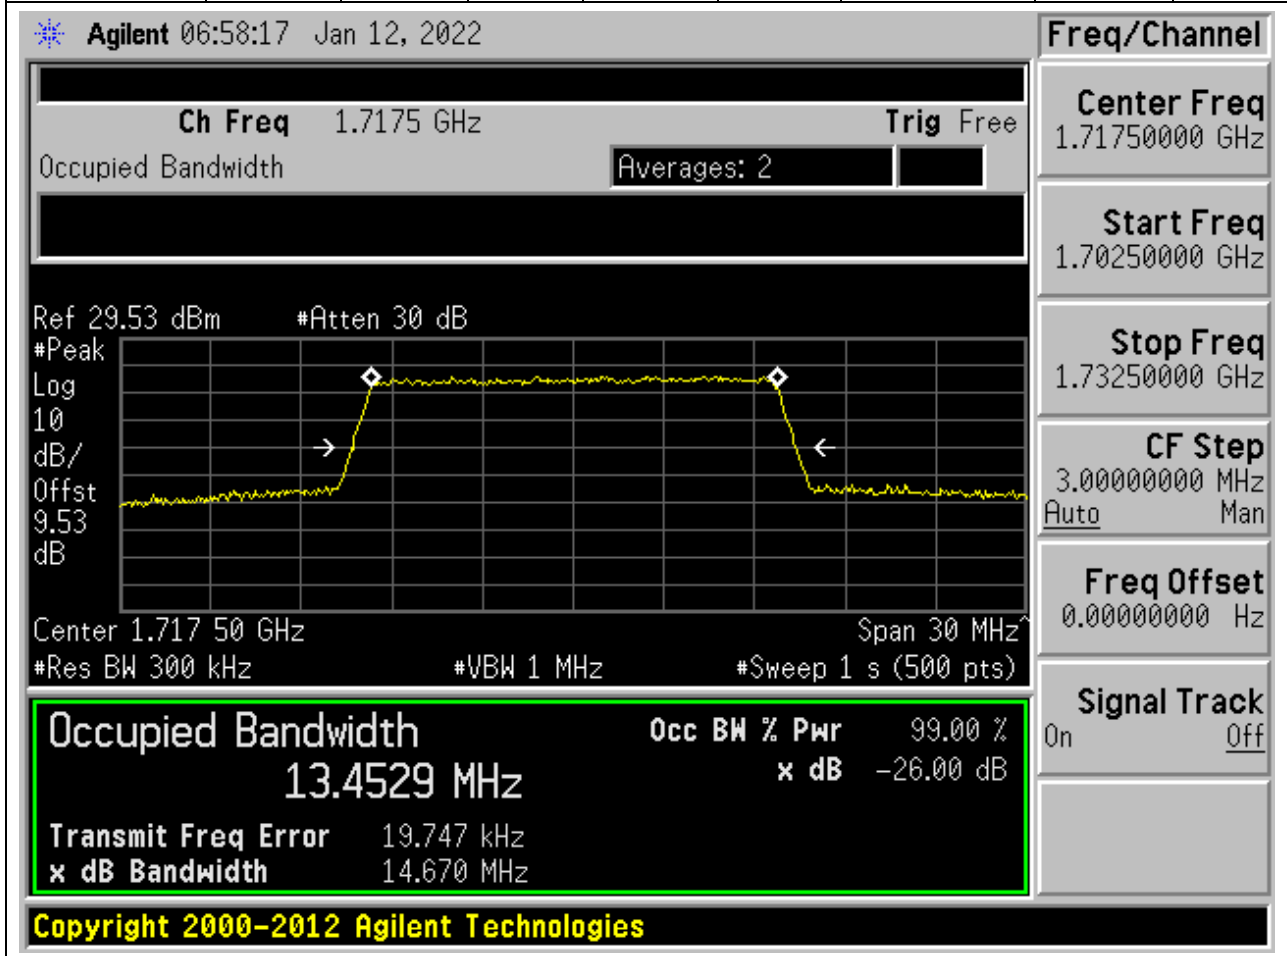 Agilent 06:58:17 Jan 12, 2022
Freq/Channel
Ch Freq 1.7175 GHz Trig Free
Occupied Bandwidth Averages: 2
Center Freq
1.71750000 GHz
Start Freq
1.70250000 GHz
Stop Freq
1.73250000 GHz
CF Step
3.00000000 MHz
Auto Man
Freq Offset
0.00000000 Hz
Signal Track
On Off
Ref 29.53 dBm #Atten 30 dB
#Peak
Log
10
dB/
Offst
9.53
dB
Center 1.717 50 GHz Span 30 MHz^
#Res BW 300 kHz #VBW 1 MHz #Sweep 1 s (500 pts)
Occupied Bandwidth Occ BW % Pwr 99.00 %
13.4529 MHz x dB -26.00 dB
Transmit Freq Error 19.747 kHz
x dB Bandwidth 14.670 MHz
Copyright 2000-2012 Agilent Technologies